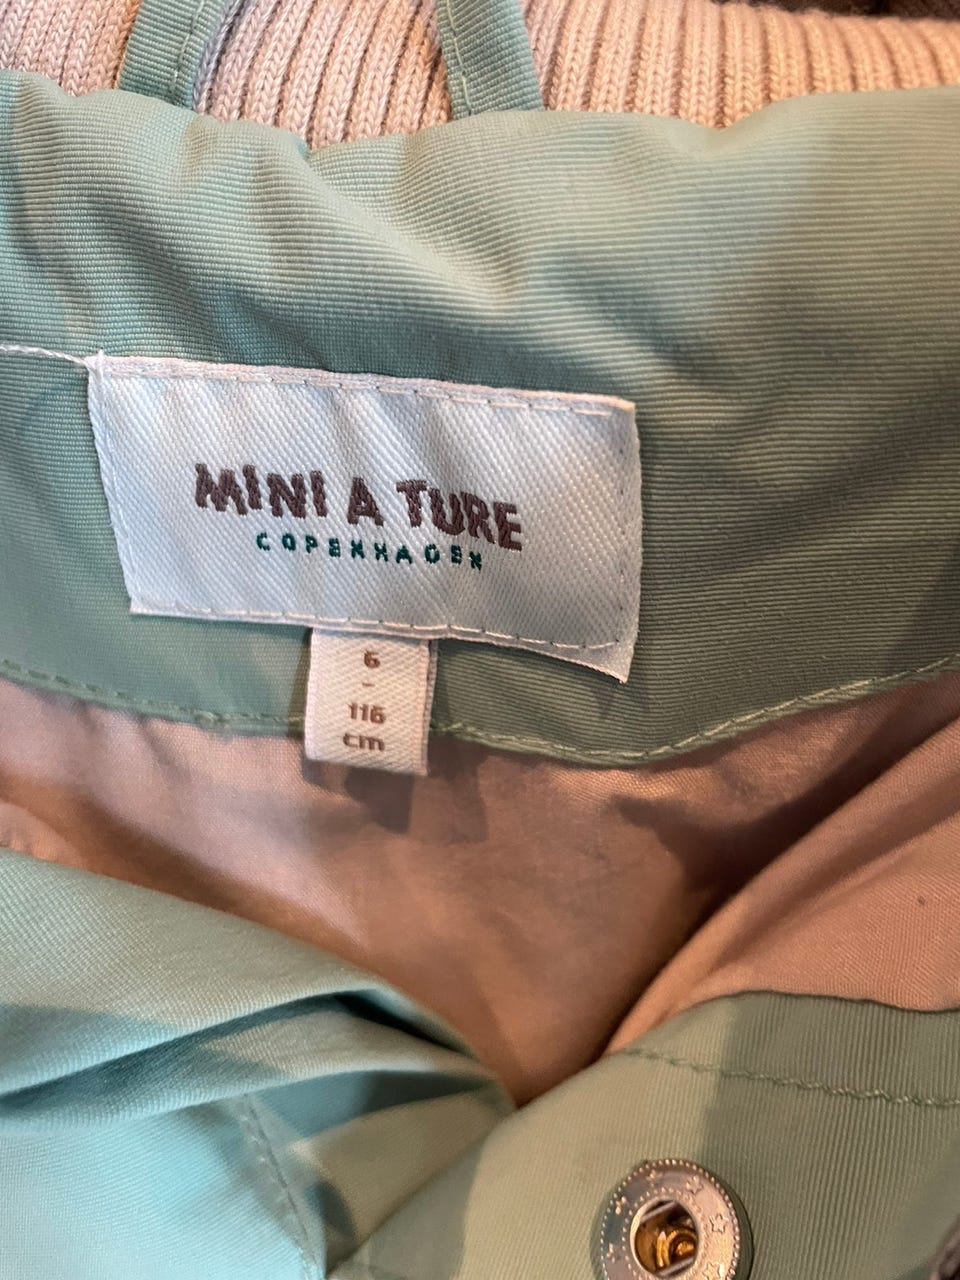 MINI A TURE
COPENHAGEN
6
-
116
cm